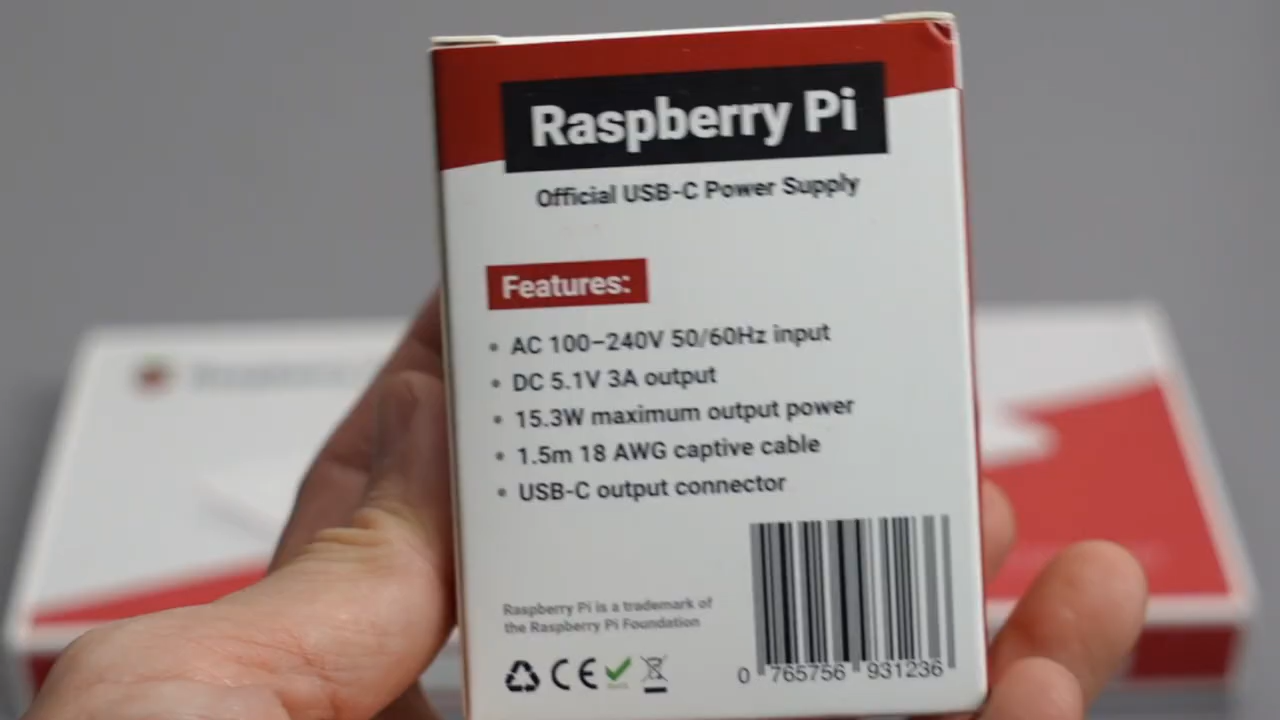 Raspberry Pi
Official USB-C Power Supply
Features:
• AC 100–240V 50/60Hz input
• DC 5.1V 3A output
• 15.3W maximum output power
• 1.5m 18 AWG captive cable
• USB-C output connector
Raspberry Pi is a trademark of
the Raspberry Pi Foundation
CE
0 765756 931236